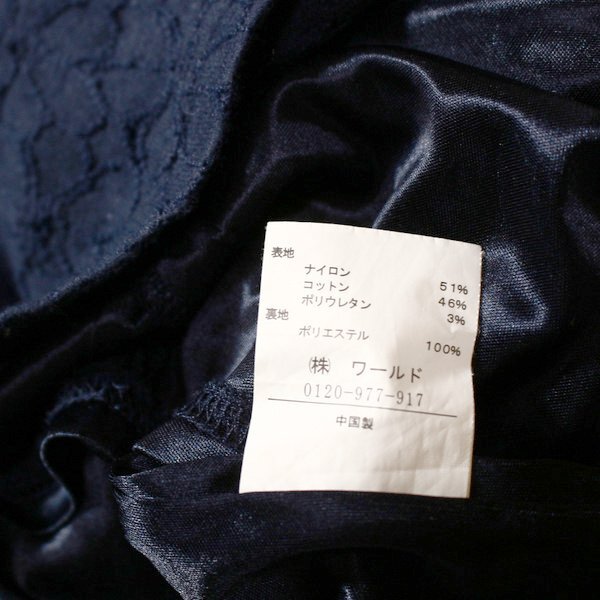 表地
ナイロン 51%
コットン 46%
ポリウレタン 3%
裏地
ポリエステル 100%
㈱ ワールド
0120-977-917
中国製